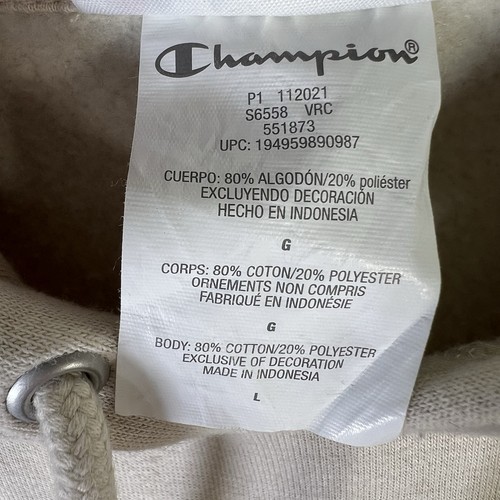 Champion®
P1 112021
S6558 VRC
551873
UPC: 194959890987
CUERPO: 80% ALGODÓN/20% poliéster
EXCLUYENDO DECORACIÓN
HECHO EN INDONESIA
G
CORPS: 80% COTON/20% POLYESTER
ORNEMENTS NON COMPRIS
FABRIQUÉ EN INDONÉSIE
G
BODY: 80% COTTON/20% POLYESTER
EXCLUSIVE OF DECORATION
MADE IN INDONESIA
L